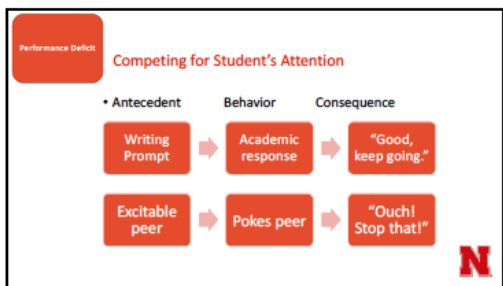 Performance Deficit
Competing for Student's Attention
• Antecedent Behavior Consequence
Writing Prompt
Academic response
"Good, keep going."
Excitable peer
Pokes peer
"Ouch! Stop that!"
N